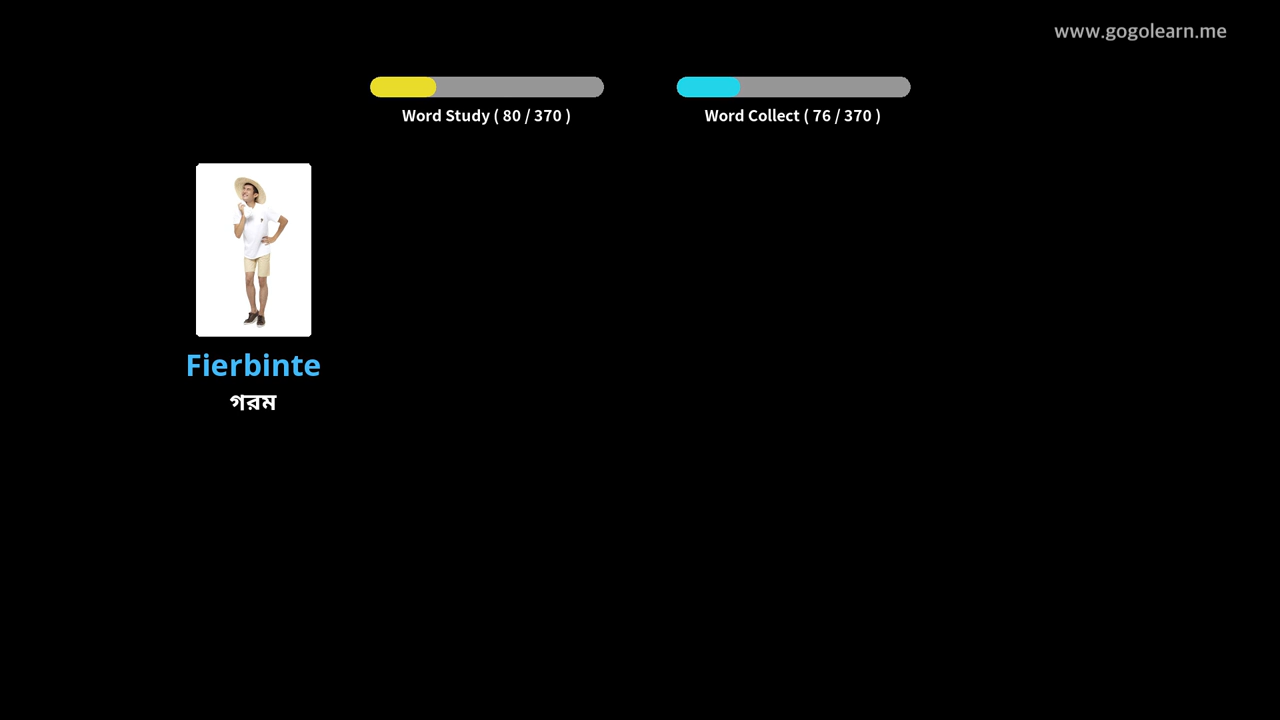 www.gogolearn.me
Word Study ( 80 / 370 )
Word Collect ( 76 / 370 )
Fierbinte
গরম